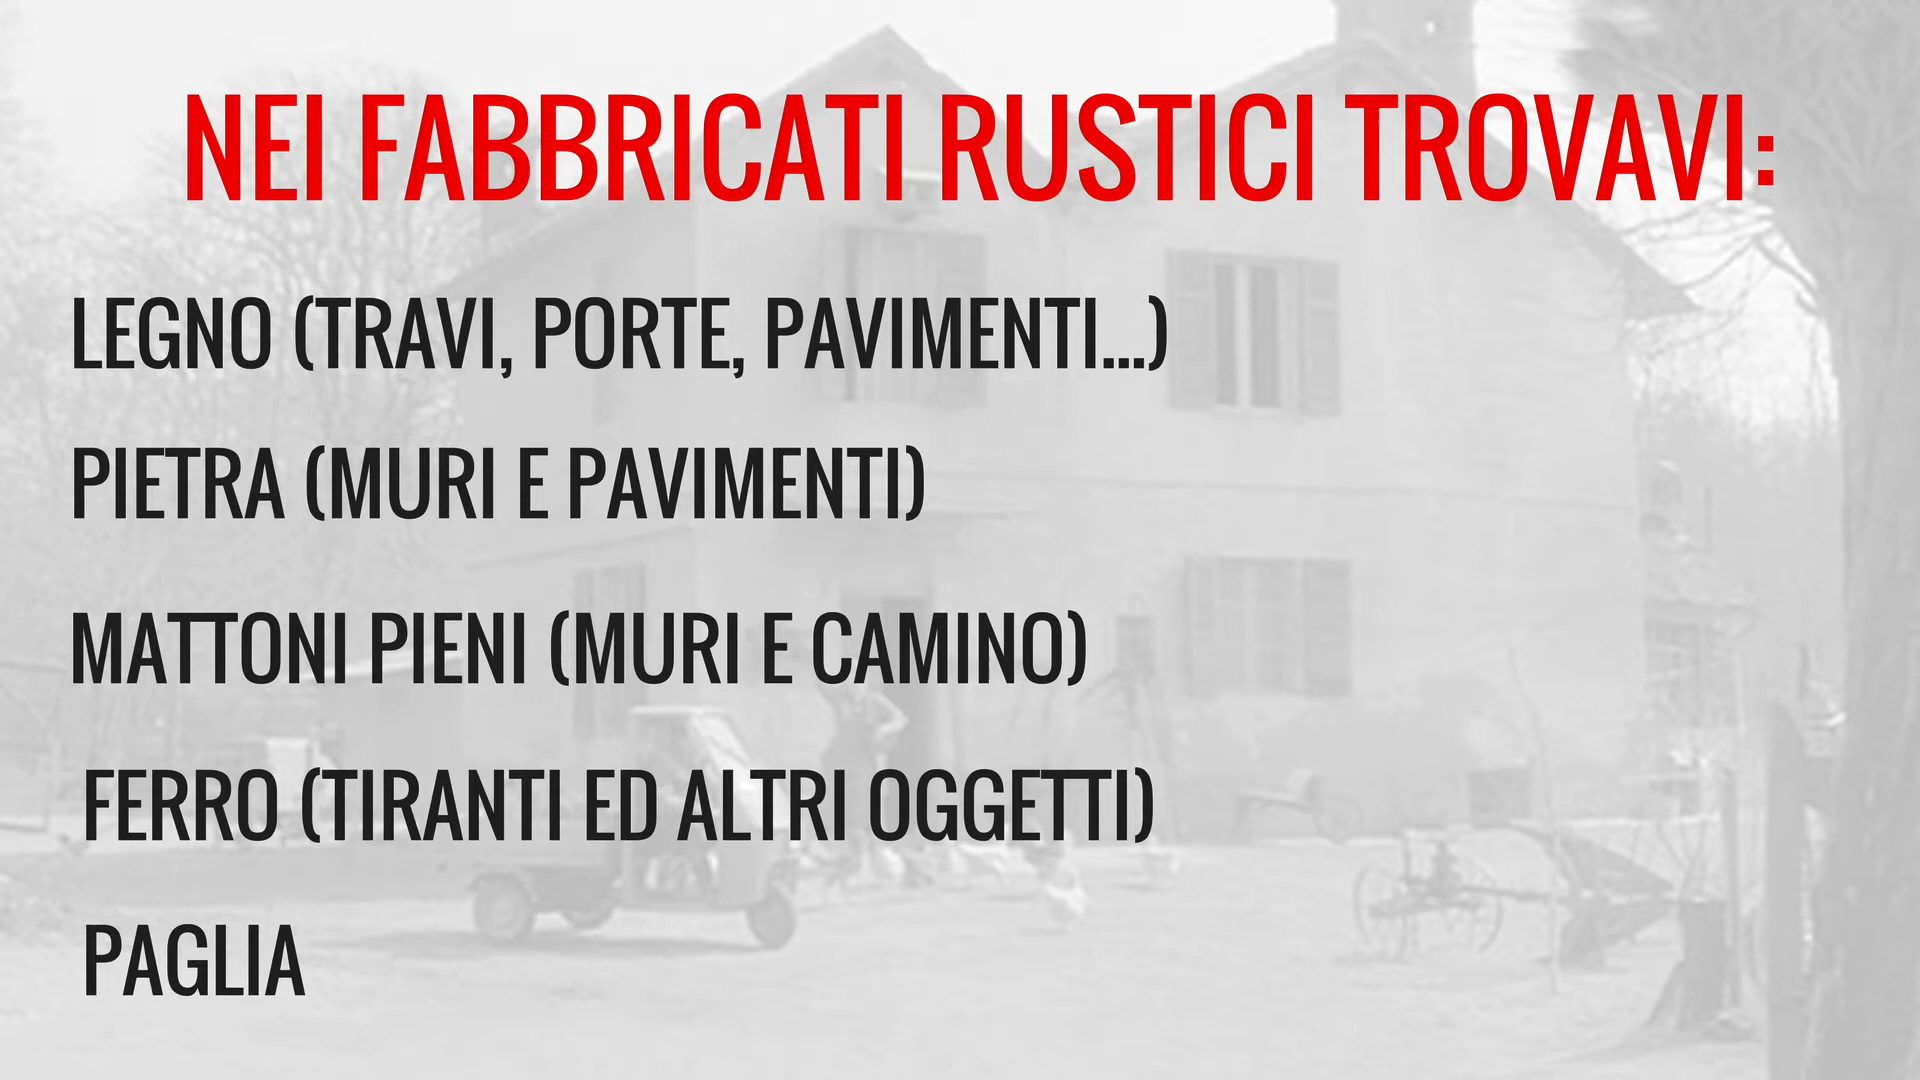 NEI FABBRICATI RUSTICI TROVAVI:
LEGNO (TRAVI, PORTE, PAVIMENTI...)
PIETRA (MURI E PAVIMENTI)
MATTONI PIENI (MURI E CAMINO)
FERRO (TIRANTI ED ALTRI OGGETTI)
PAGLIA